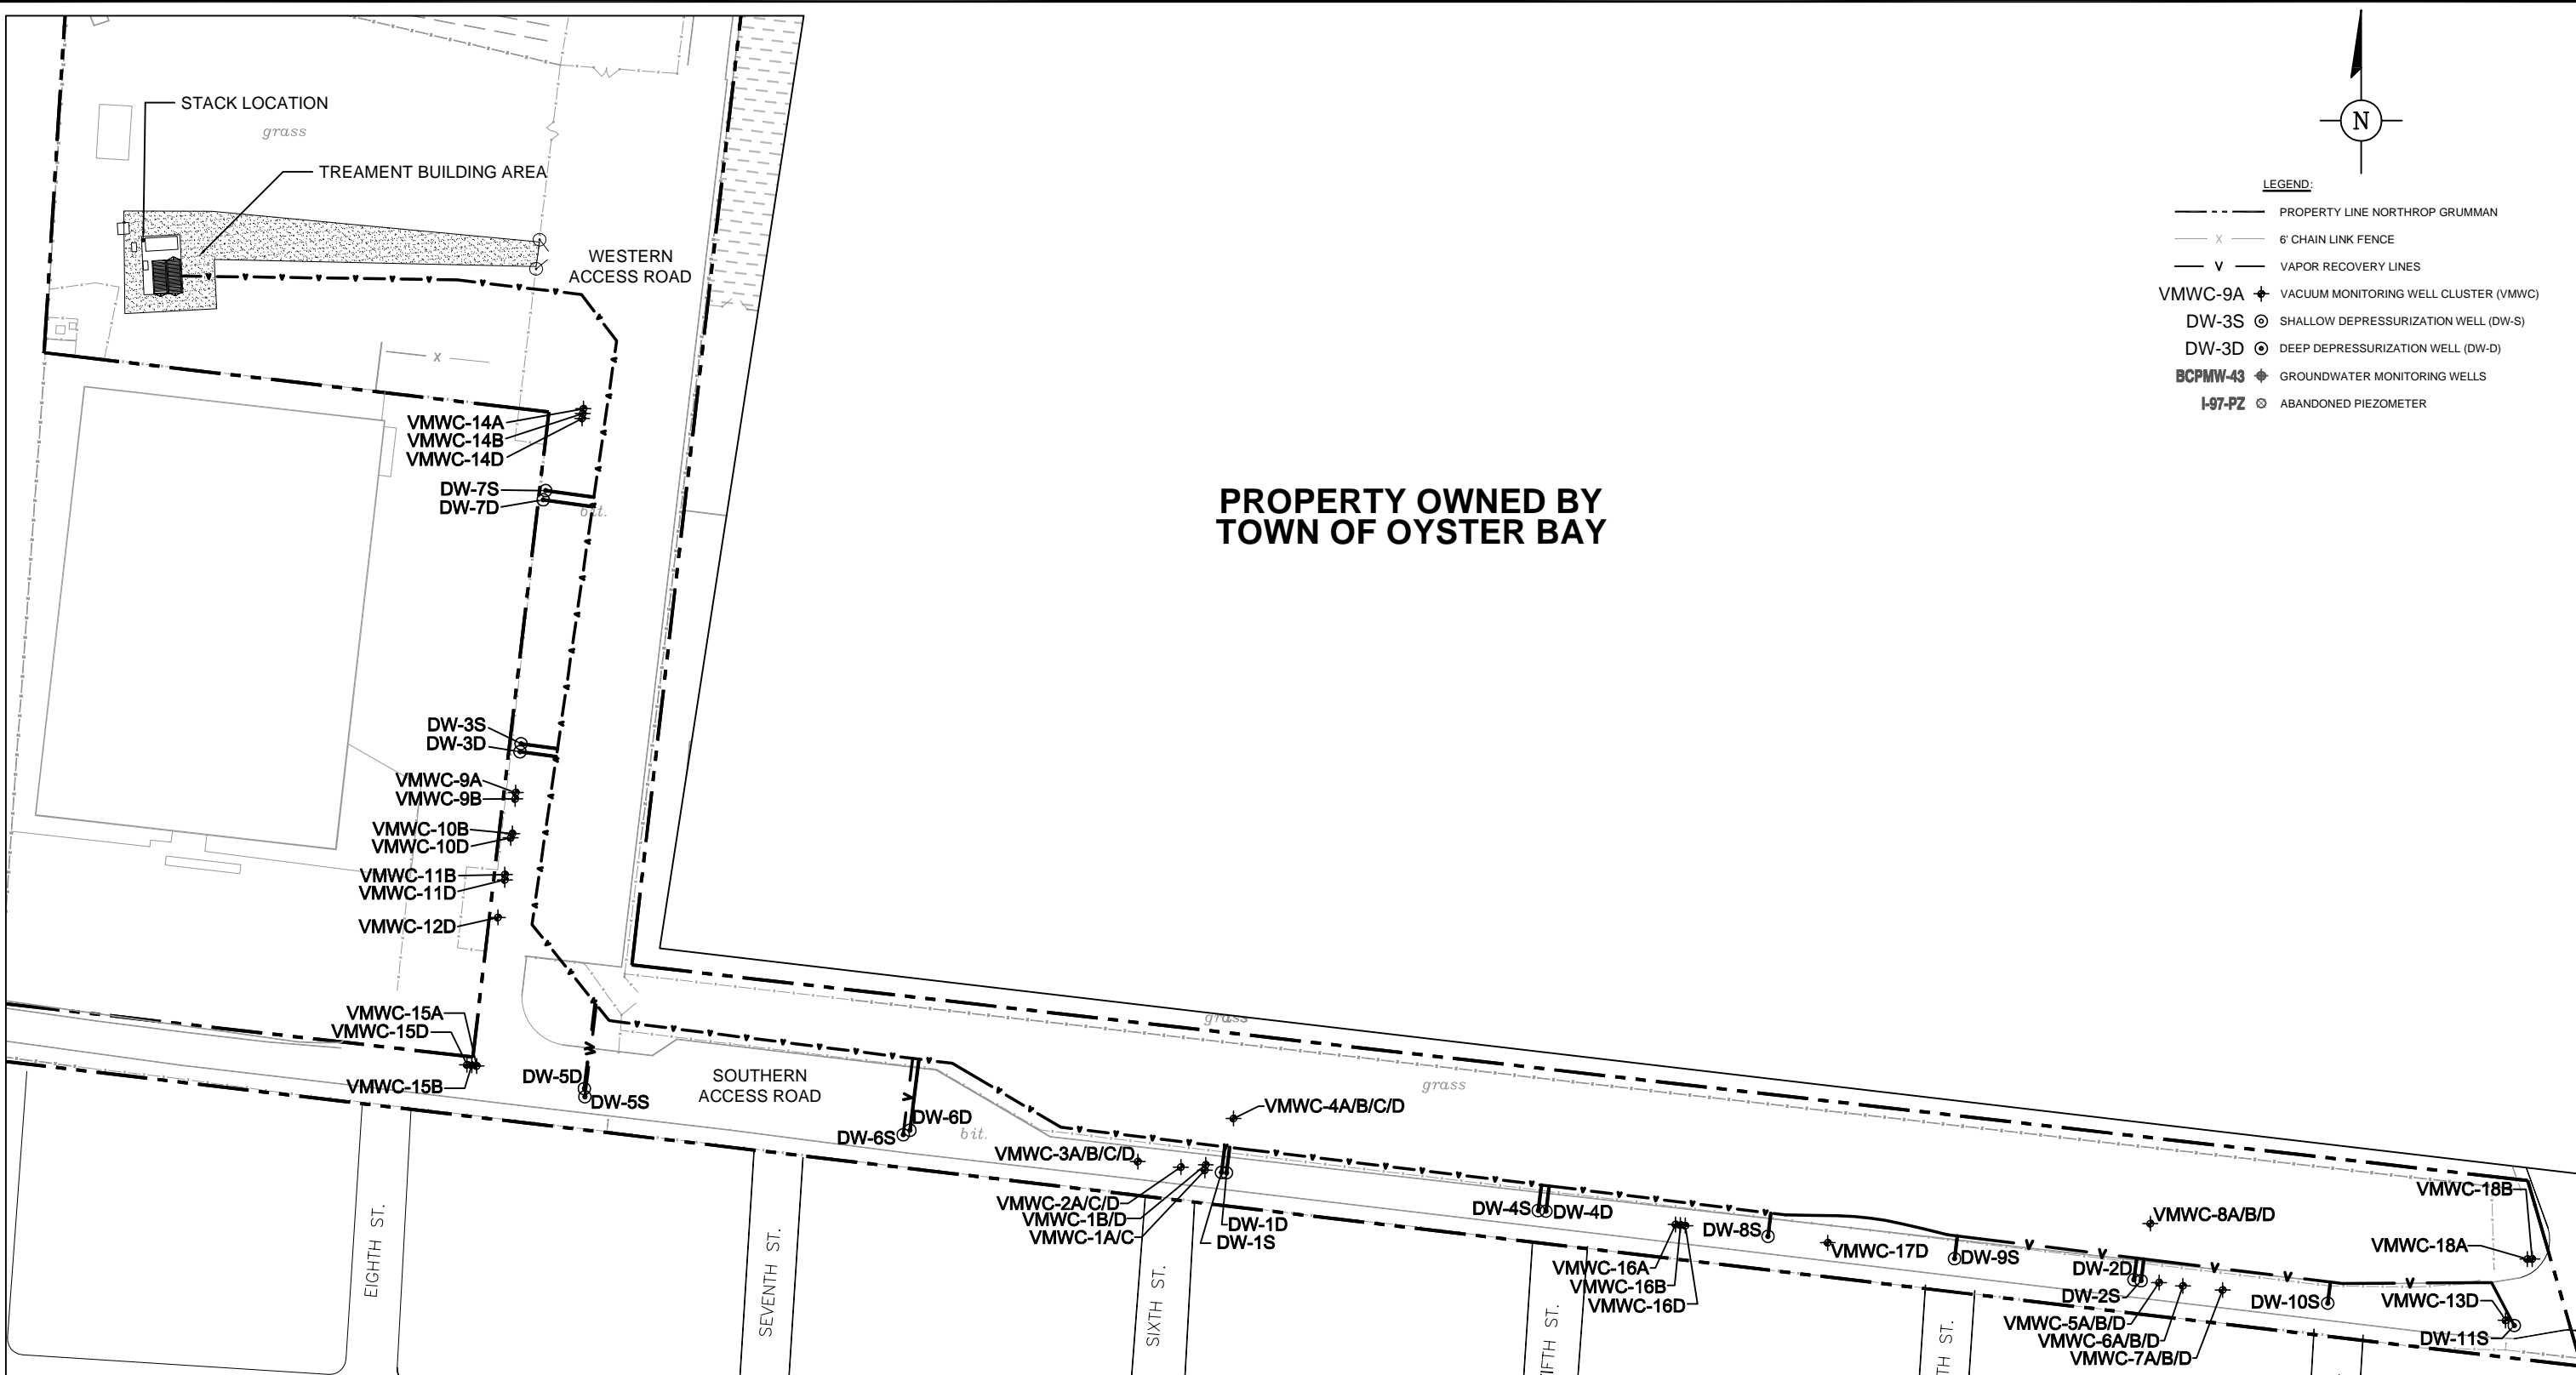 STACK LOCATION
grass
TREAMENT BUILDING AREA
WESTERN
ACCESS ROAD
N
LEGEND:
PROPERTY LINE NORTHROP GRUMMAN
X 6' CHAIN LINK FENCE
V VAPOR RECOVERY LINES
VMWC-9A VACUUM MONITORING WELL CLUSTER (VMWC)
DW-3S SHALLOW DEPRESSURIZATION WELL (DW-S)
DW-3D DEEP DEPRESSURIZATION WELL (DW-D)
BCPMW-43 GROUNDWATER MONITORING WELLS
I-97-PZ ABANDONED PIEZOMETER
X
VMWC-14A
VMWC-14B
VMWC-14D
DW-7S
DW-7D
bit.
PROPERTY OWNED BY
TOWN OF OYSTER BAY
DW-3S
DW-3D
VMWC-9A
VMWC-9B
VMWC-10B
VMWC-10D
VMWC-11B
VMWC-11D
VMWC-12D
VMWC-15A
VMWC-15D
VMWC-15B
DW-5D
DW-5S
SOUTHERN
ACCESS ROAD
grass
grass
DW-6D
DW-6S
bit.
VMWC-4A/B/C/D
VMWC-3A/B/C/D
VMWC-2A/C/D
VMWC-1B/D
VMWC-1A/C
DW-1D
DW-1S
DW-4S
DW-4D
DW-8S
VMWC-16A
VMWC-16B
VMWC-16D
VMWC-17D
DW-9S
VMWC-8A/B/D
DW-2D
DW-2S
VMWC-5A/B/D
VMWC-6A/B/D
VMWC-7A/B/D
VMWC-18B
VMWC-18A
DW-10S
VMWC-13D
DW-11S
EIGHTH ST.
SEVENTH ST.
SIXTH ST.
IFTH ST.
TH ST.